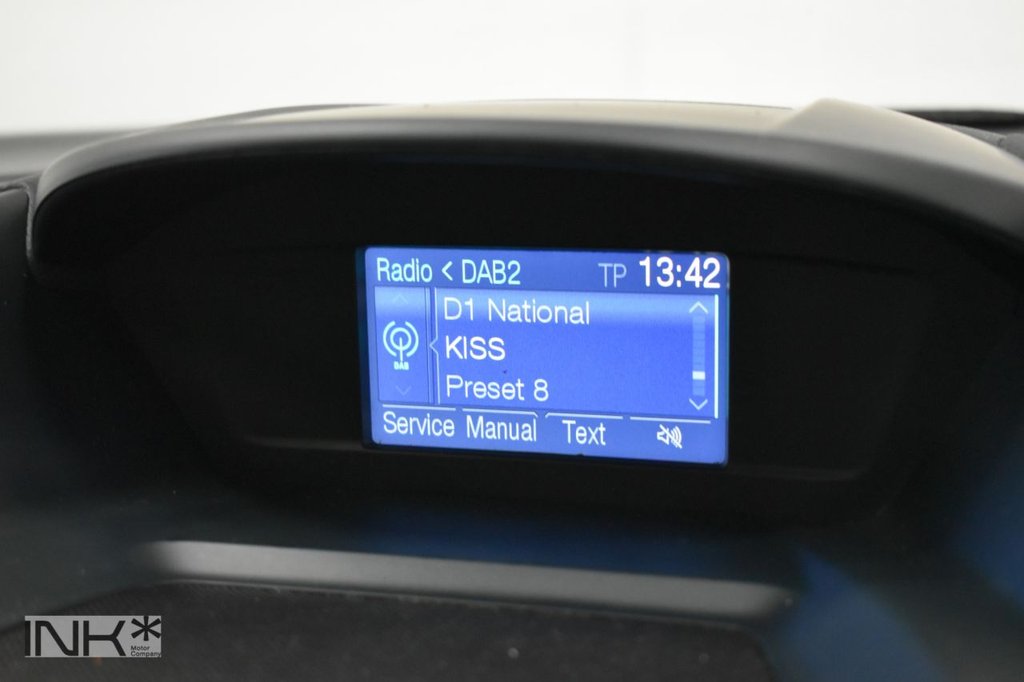 Radio < DAB2 TP 13:42
D1 National
DAB
KISS
Preset 8
Service Manual Text
INK*
Motor
Company